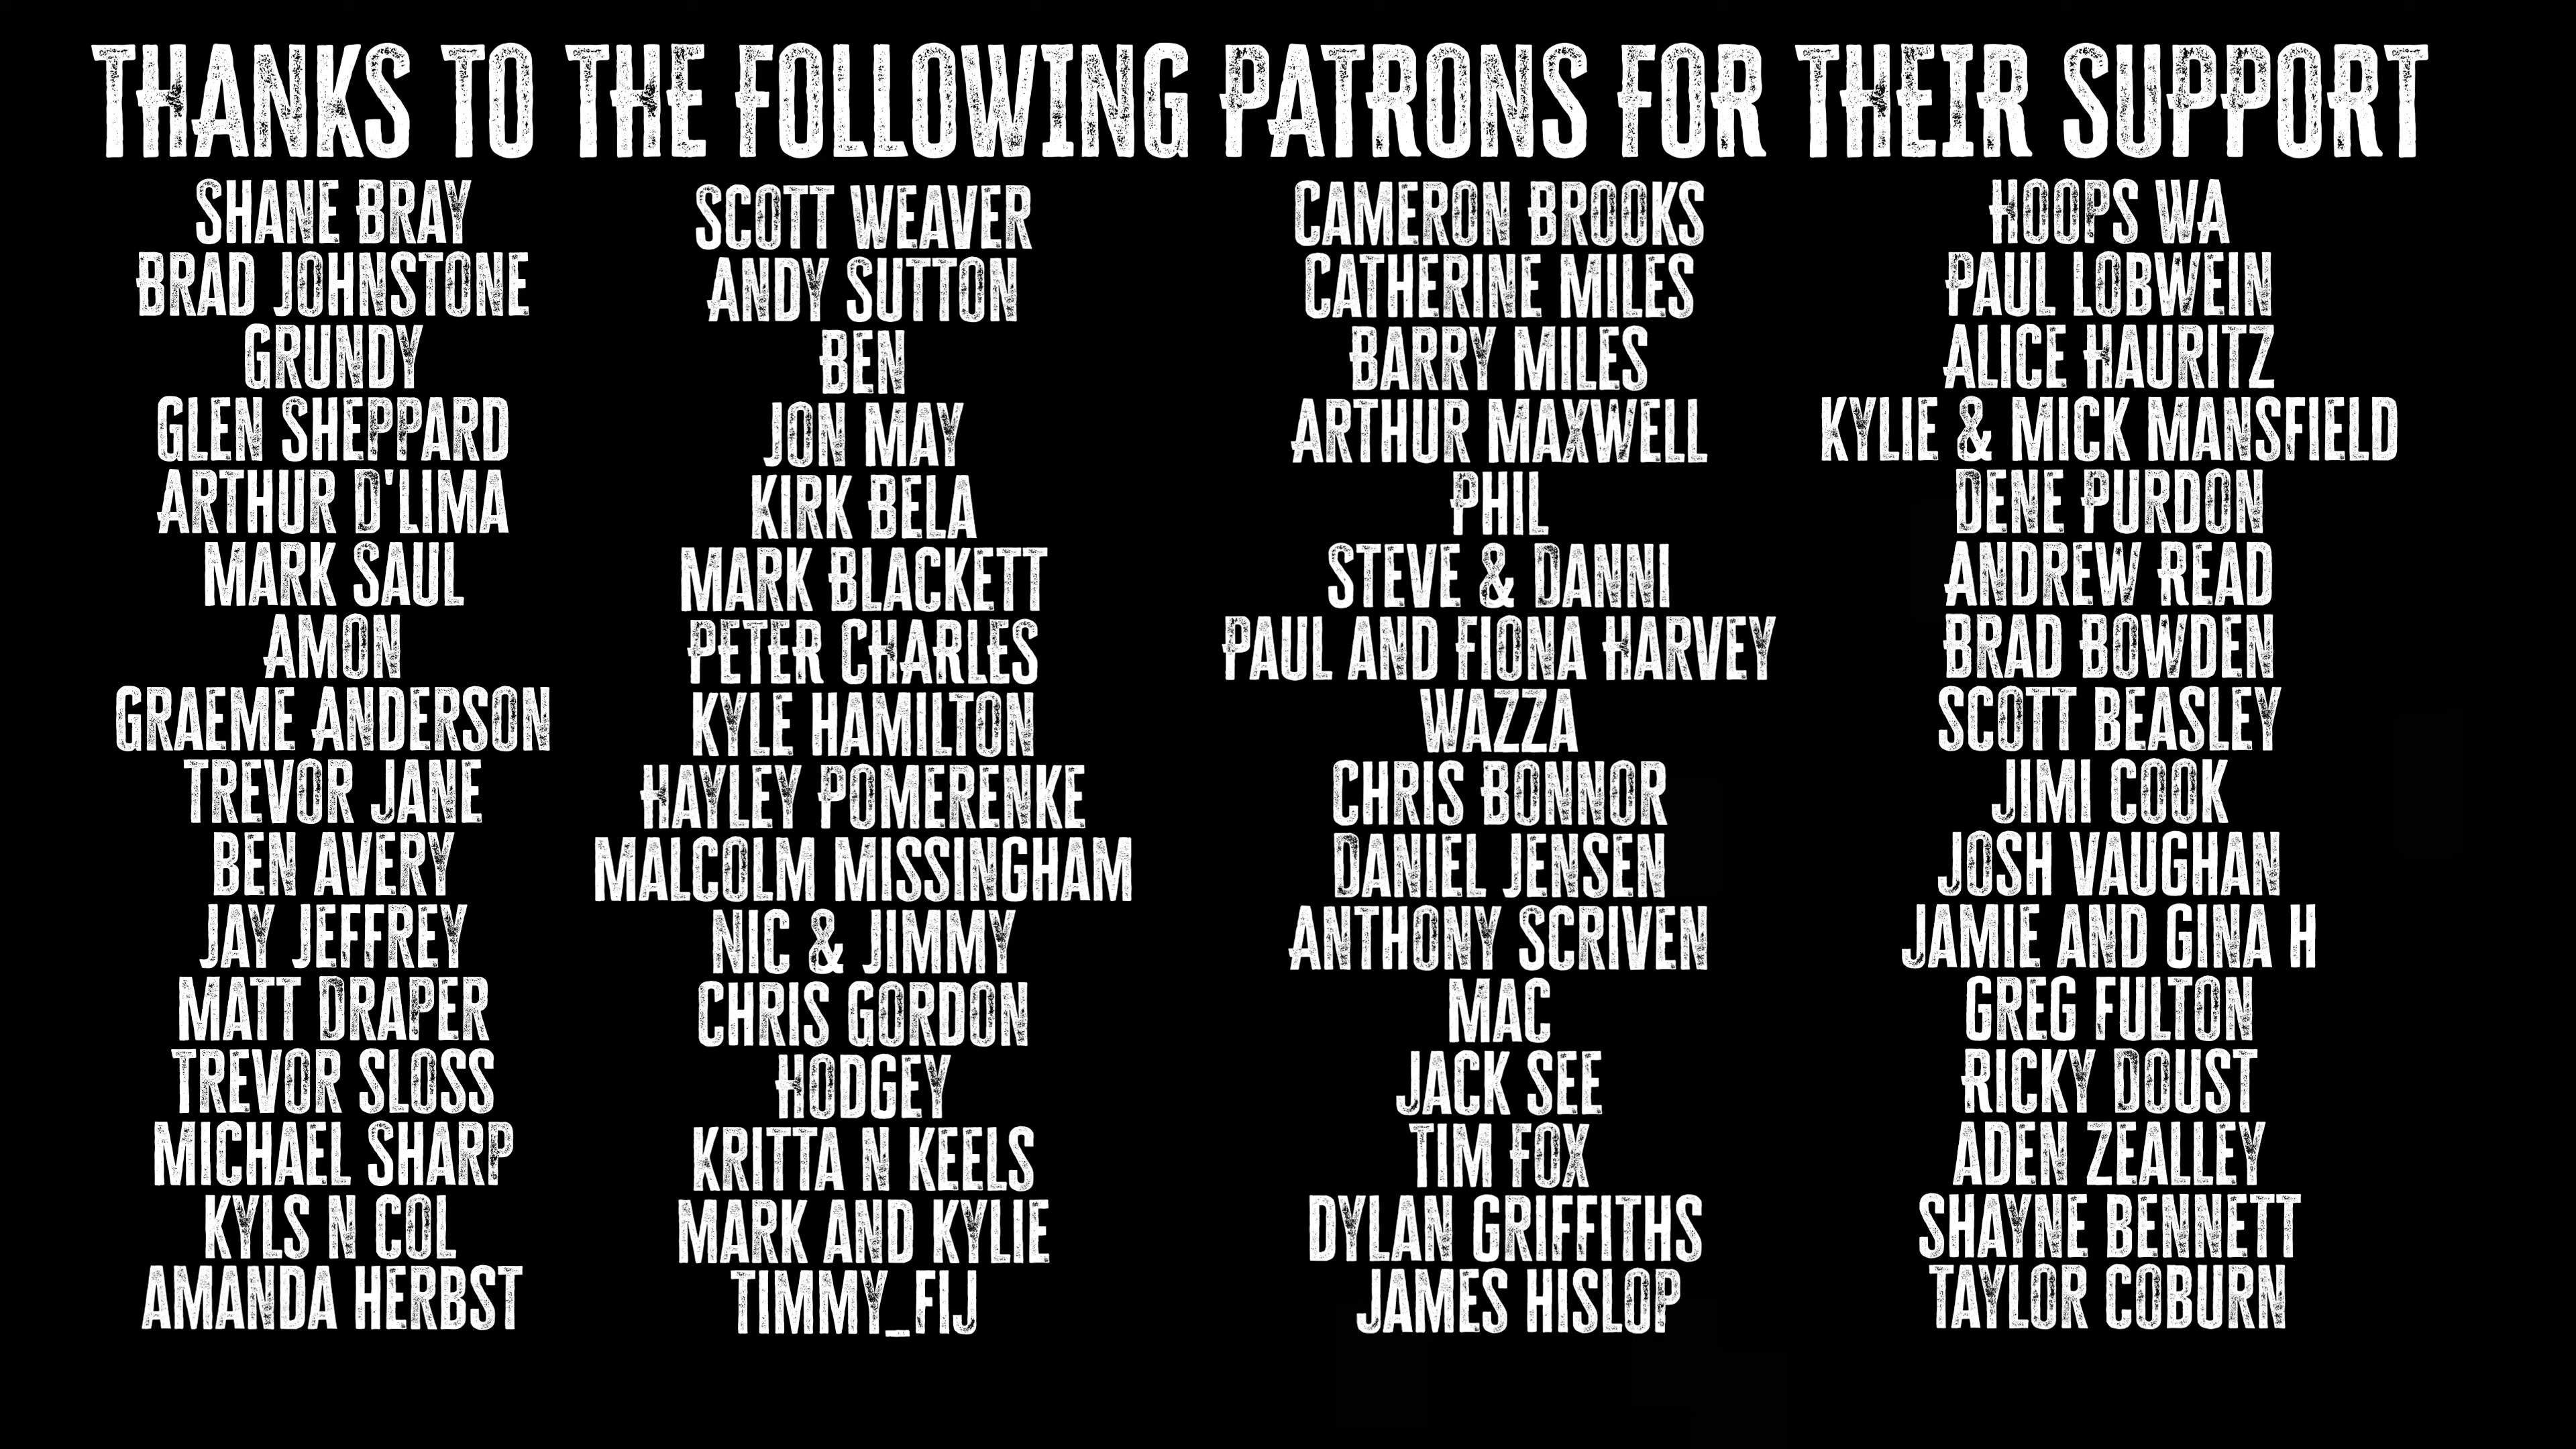 THANKS TO THE FOLLOWING PATRONS FOR THEIR SUPPORT
SHANE BRAY
BRAD JOHNSTONE
GRUNDY
GLEN SHEPPARD
ARTHUR D'LIMA
MARK SAUL
AMON
GRAEME ANDERSON
TREVOR JANE
BEN AVERY
JAY JEFFREY
MATT DRAPER
TREVOR SLOSS
MICHAEL SHARP
KYLS N COL
AMANDA HERBST
SCOTT WEAVER
ANDY SUTTON
BEN
JON MAY
KIRK BELA
MARK BLACKETT
PETER CHARLES
KYLE HAMILTON
HAYLEY POMERENKE
MALCOLM MISSINGHAM
NIC & JIMMY
CHRIS GORDON
HODGEY
KRITTA N KEELS
MARK AND KYLIE
TIMMY_FIJ
CAMERON BROOKS
CATHERINE MILES
BARRY MILES
ARTHUR MAXWELL
PHIL
STEVE & DANNI
PAUL AND FIONA HARVEY
WAZZA
CHRIS BONNOR
DANIEL JENSEN
ANTHONY SCRIVEN
MAC
JACK SEE
TIM FOX
DYLAN GRIFFITHS
JAMES HISLOP
HOOPS WA
PAUL LOBWEIN
ALICE HAURITZ
KYLIE & MICK MANSFIELD
DENE PURDON
ANDREW READ
BRAD BOWDEN
SCOTT BEASLEY
JIMI COOK
JOSH VAUGHAN
JAMIE AND GINA H
GREG FULTON
RICKY DOUST
ADEN ZEALLEY
SHAYNE BENNETT
TAYLOR COBURN